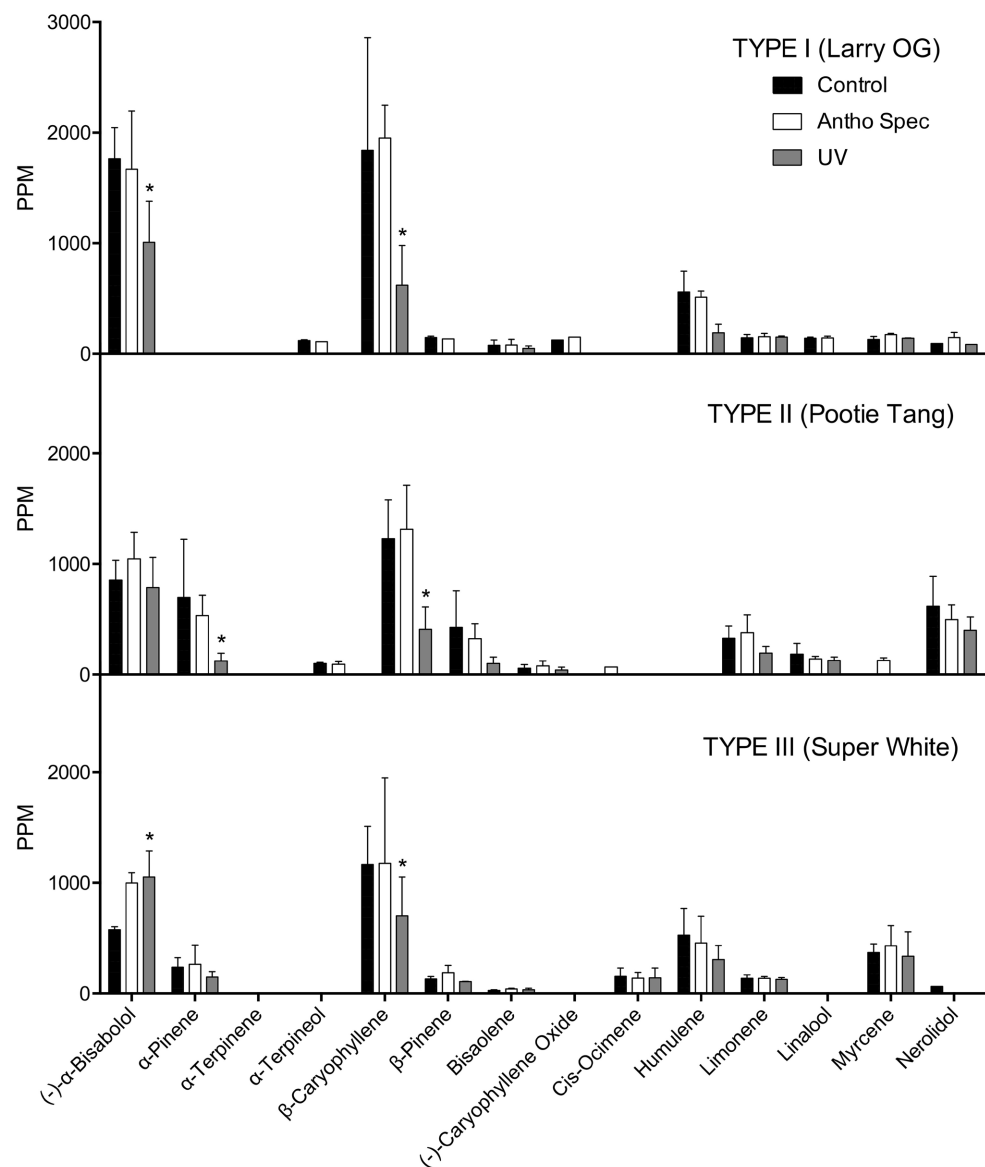 3000
2000
1000
0
PPM
TYPE I (Larry OG)
Control
Antho Spec
UV
*
*
TYPE II (Pootie Tang)
2000
1000
0
PPM
*
*
TYPE III (Super White)
2000
1000
0
PPM
*
*
(-)-α-Bisabolol
α-Pinene
α-Terpinene
α-Terpineol
β-Caryophyllene
β-Pinene
Bisaolene
(-)-Caryophyllene Oxide
Cis-Ocimene
Humulene
Limonene
Linalool
Myrcene
Nerolidol